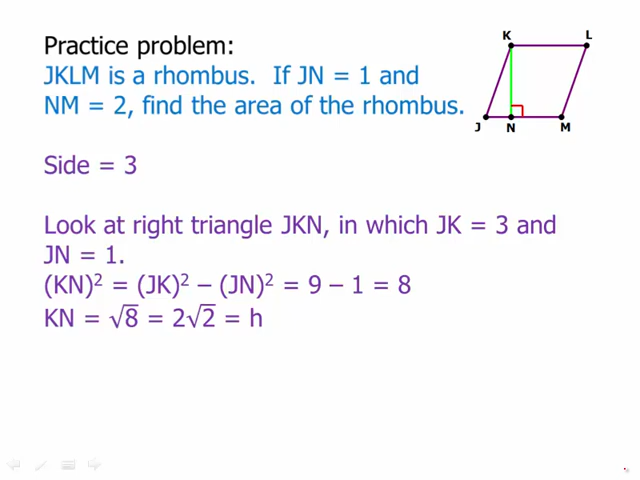 Practice problem:
JKLM is a rhombus. If JN = 1 and
NM = 2, find the area of the rhombus.
K
L
J
N
M
Side = 3
Look at right triangle JKN, in which JK = 3 and
JN = 1.
(KN)² = (JK)² – (JN)² = 9 – 1 = 8
KN = √8 = 2√2 = h